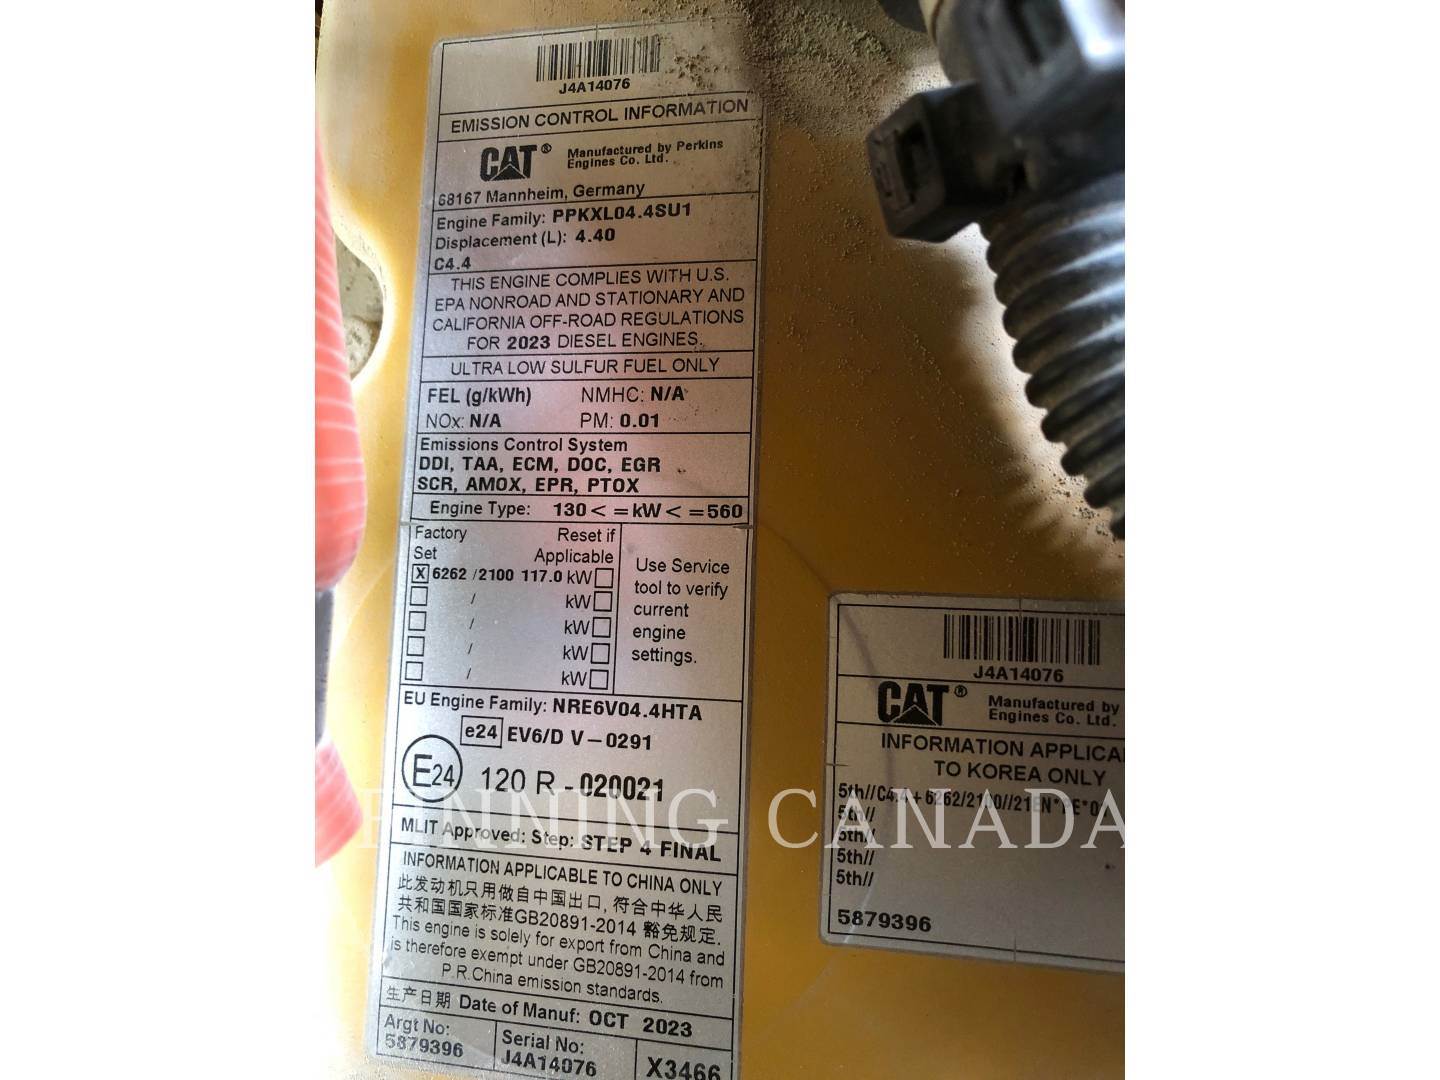 J4A14076
EMISSION CONTROL INFORMATION
CAT® Manufactured by Perkins
Engines Co. Ltd.
68167 Mannheim, Germany
Engine Family: PPKXL04.4SU1
Displacement (L): 4.40
C4.4
THIS ENGINE COMPLIES WITH U.S.
EPA NONROAD AND STATIONARY AND
CALIFORNIA OFF-ROAD REGULATIONS
FOR 2023 DIESEL ENGINES.
ULTRA LOW SULFUR FUEL ONLY
FEL (g/kWh) NMHC: N/A
NOx: N/A PM: 0.01
Emissions Control System
DDI, TAA, ECM, DOC, EGR
SCR, AMOX, EPR, PTOX
Engine Type: 130< =kW< =560
Factory Reset if
Set Applicable
X 6262 /2100 117.0 kW
/ kW
/ kW
/ kW
/ kW
Use Service
tool to verify
current
engine
settings.
EU Engine Family: NRE6V04.4HTA
e24 EV6/D V-0291
E24 120 R - 020021
MLIT Approved: Step: STEP 4 FINAL
INFORMATION APPLICABLE TO CHINA ONLY
此发动机只用做自中国出口, 符合中华人民
共和国国家标准GB20891-2014 豁免规定.
This engine is solely for export from China and
is therefore exempt under GB20891-2014 from
P.R.China emission standards.
生产日期 Date of Manuf: OCT 2023
Argt No:
5879396
Serial No:
J4A14076
X3466
J4A14076
CAT® Manufactured by
Engines Co. Ltd.
INFORMATION APPLICA
TO KOREA ONLY
5th//C4.4+6262/2100//21
5th//
5th//
5th//
5th//
5879396
FINNING CANADA